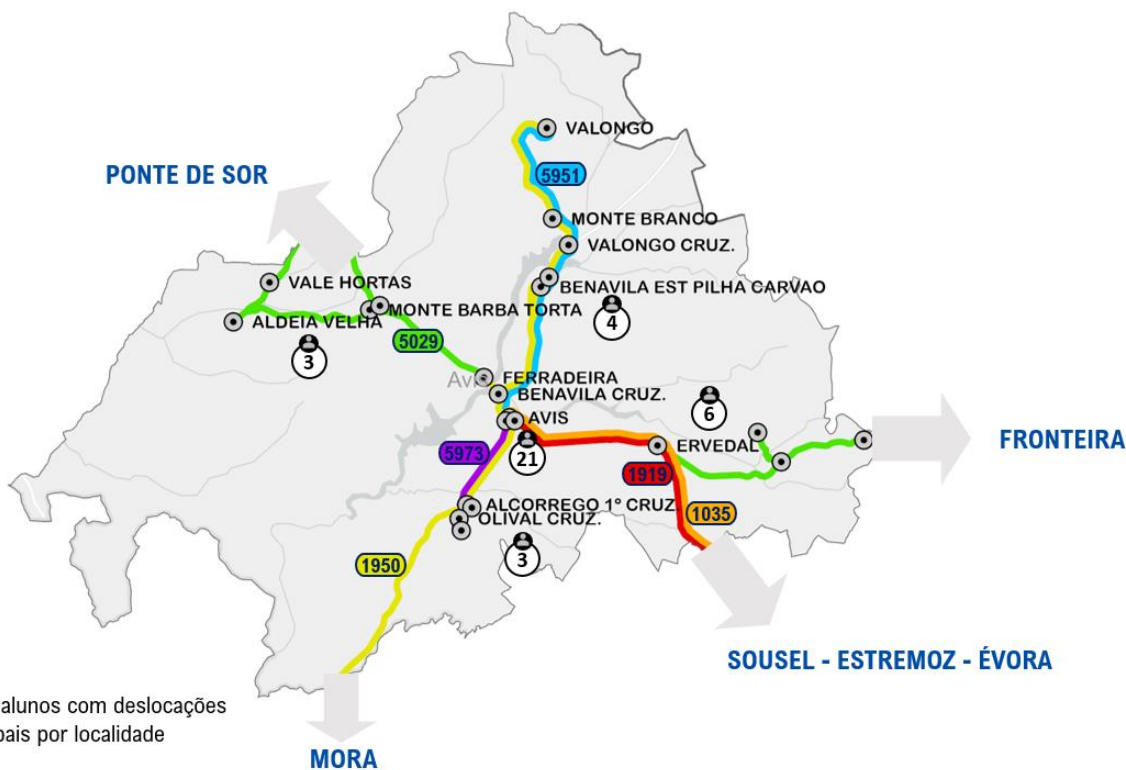 VALONGO
PONTE DE SOR
5951
MONTE BRANCO
VALONGO CRUZ.
VALE HORTAS
BENAVILA EST PILHA CARVAO
MONTE BARBA TORTA
ALDEIA VELHA
4
5029
3
FERRADEIRA
Avis
BENAVILA CRUZ.
6
AVIS
ERVEDAL
FRONTEIRA
5973
21
1919
ALCORREGO 1º CRUZ.
1035
OLIVAL CRUZ.
3
1950
SOUSEL - ESTREMOZ - ÉVORA
alunos com deslocações
pais por localidade
MORA